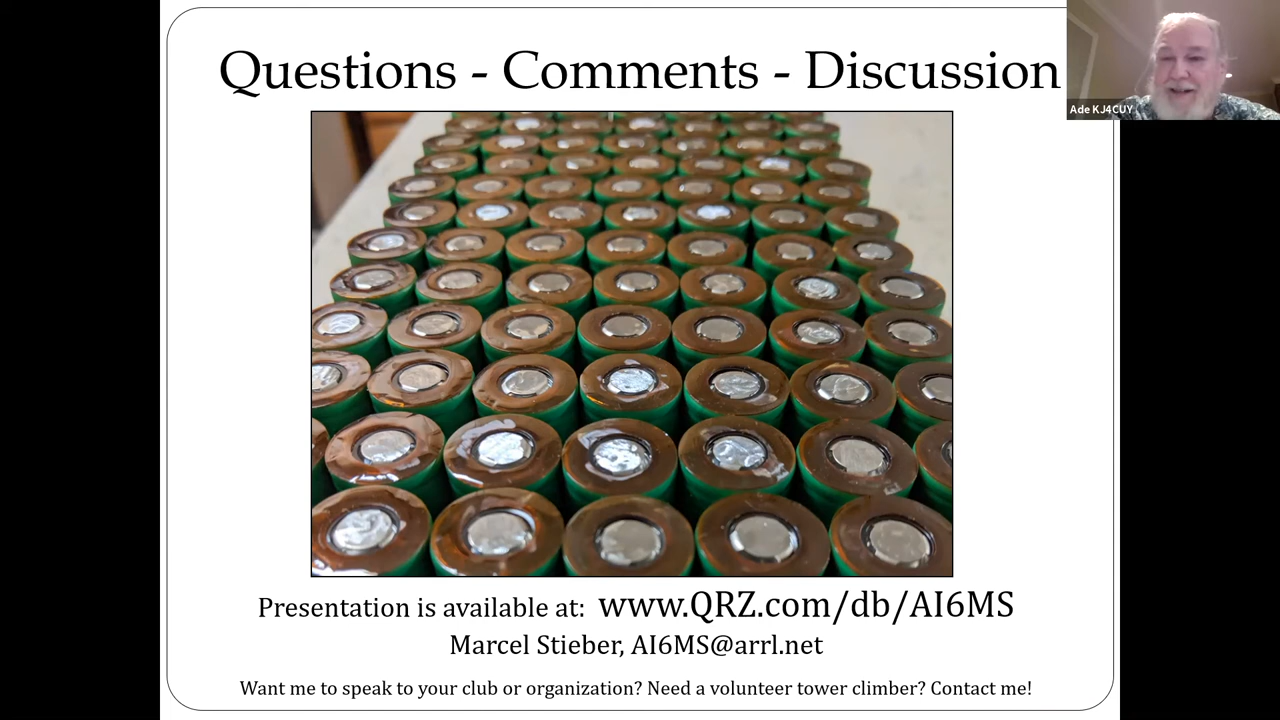 Questions - Comments - Discussion
Ade KJ4CUY
Presentation is available at: www.QRZ.com/db/AI6MS
Marcel Stieber, AI6MS@arrl.net
Want me to speak to your club or organization? Need a volunteer tower climber? Contact me!